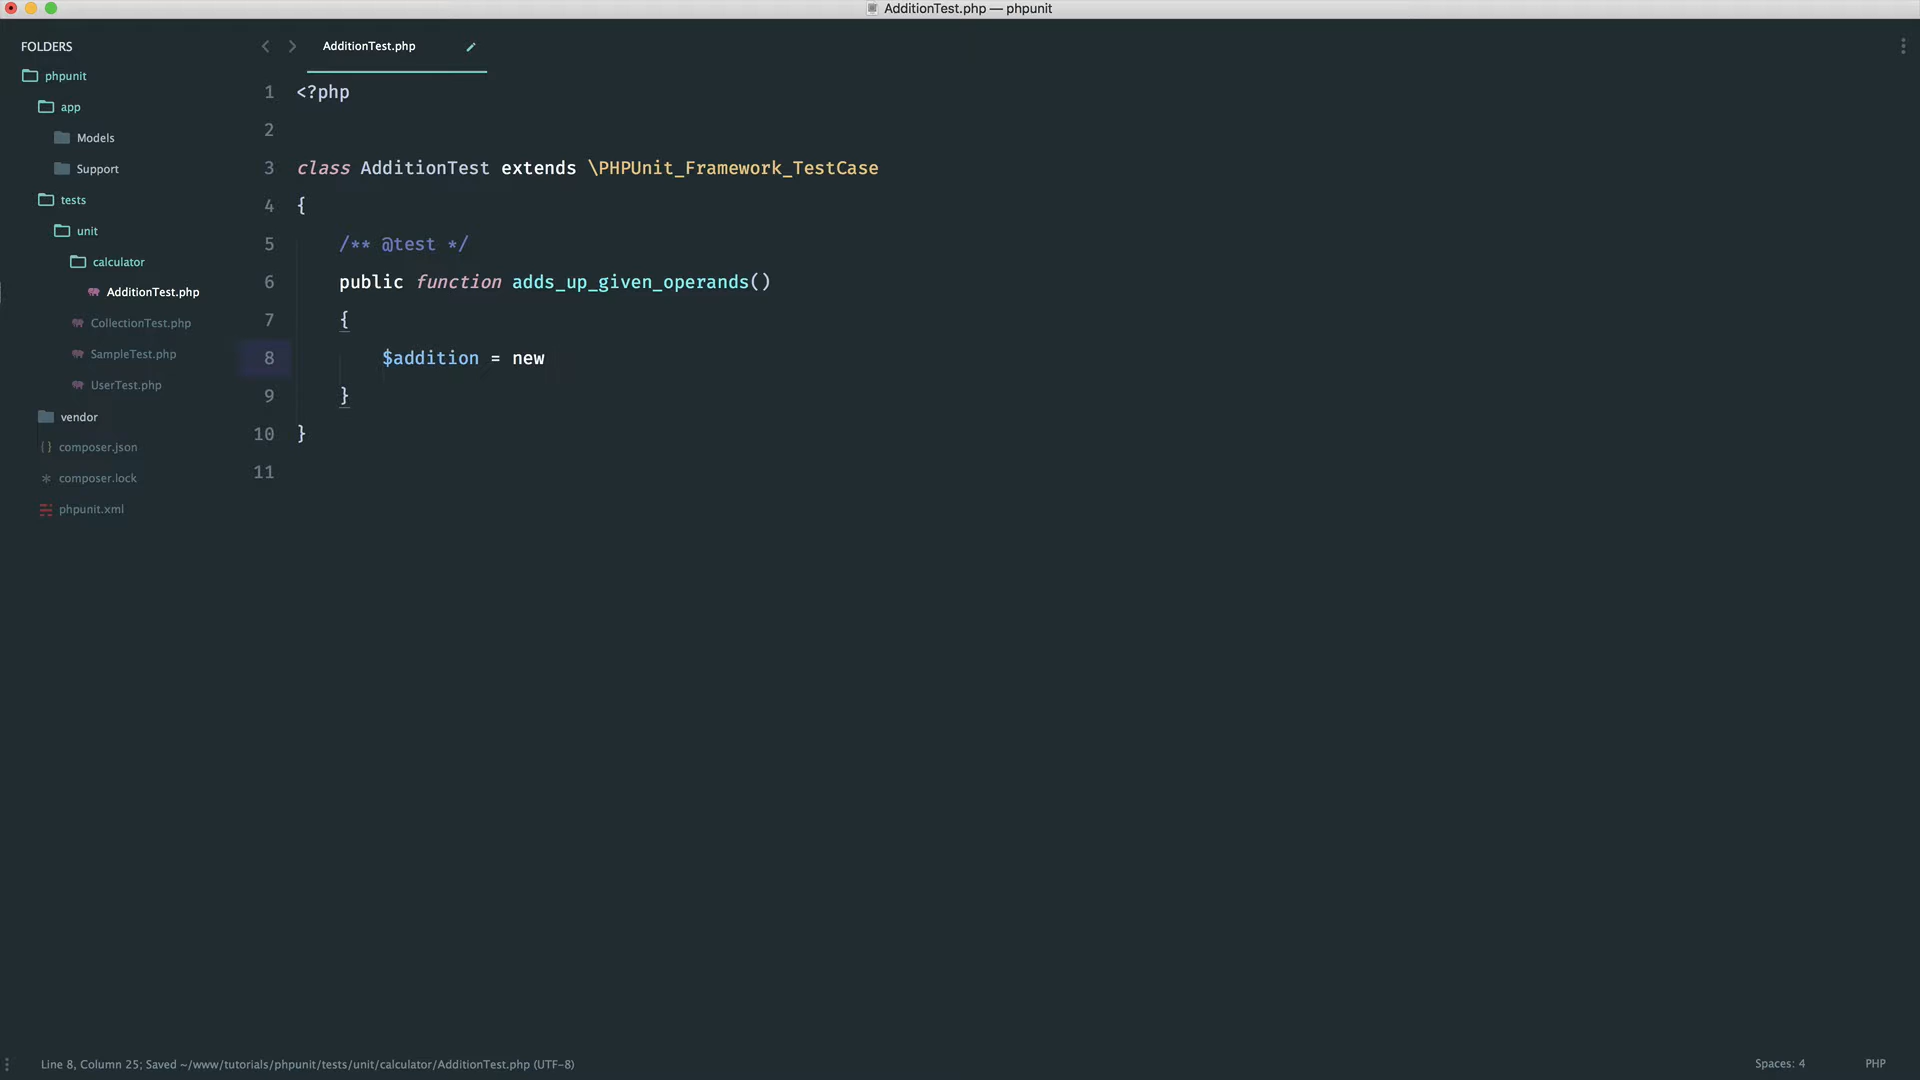 AdditionTest.php — phpunit
FOLDERS
phpunit
app
Models
Support
tests
unit
calculator
AdditionTest.php
CollectionTest.php
SampleTest.php
UserTest.php
vendor
composer.json
composer.lock
phpunit.xml
AdditionTest.php
1 <?php
2
3 class AdditionTest extends \PHPUnit_Framework_TestCase
4 {
5 /** @test */
6 public function adds_up_given_operands()
7 {
8 $addition = new
9 }
10 }
11
Line 8, Column 25; Saved ~/www/tutorials/phpunit/tests/unit/calculator/AdditionTest.php (UTF-8)
Spaces: 4
PHP